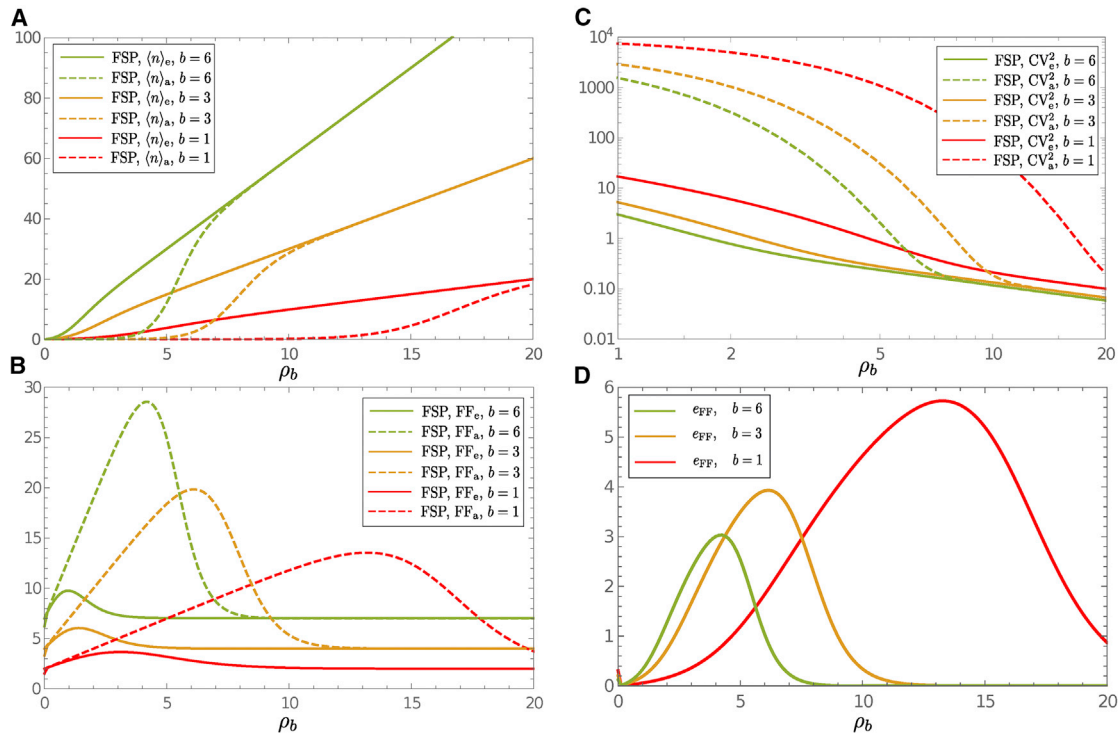 A
100
80
60
40
20
0
FSP, ⟨n⟩e, b = 6
FSP, ⟨n⟩a, b = 6
FSP, ⟨n⟩e, b = 3
FSP, ⟨n⟩a, b = 3
FSP, ⟨n⟩e, b = 1
FSP, ⟨n⟩a, b = 1
0 5 10 15 20
ρb
C
10^4
1000
100
10
1
0.10
0.01
FSP, CV²e, b = 6
FSP, CV²a, b = 6
FSP, CV²e, b = 3
FSP, CV²a, b = 3
FSP, CV²e, b = 1
FSP, CV²a, b = 1
1 2 5 10 20
ρb
B
30
25
20
15
10
5
0
FSP, FFe, b = 6
FSP, FFa, b = 6
FSP, FFe, b = 3
FSP, FFa, b = 3
FSP, FFe, b = 1
FSP, FFa, b = 1
0 5 10 15 20
ρb
D
6
5
4
3
2
1
0
eFF, b = 6
eFF, b = 3
eFF, b = 1
0 5 10 15 20
ρb